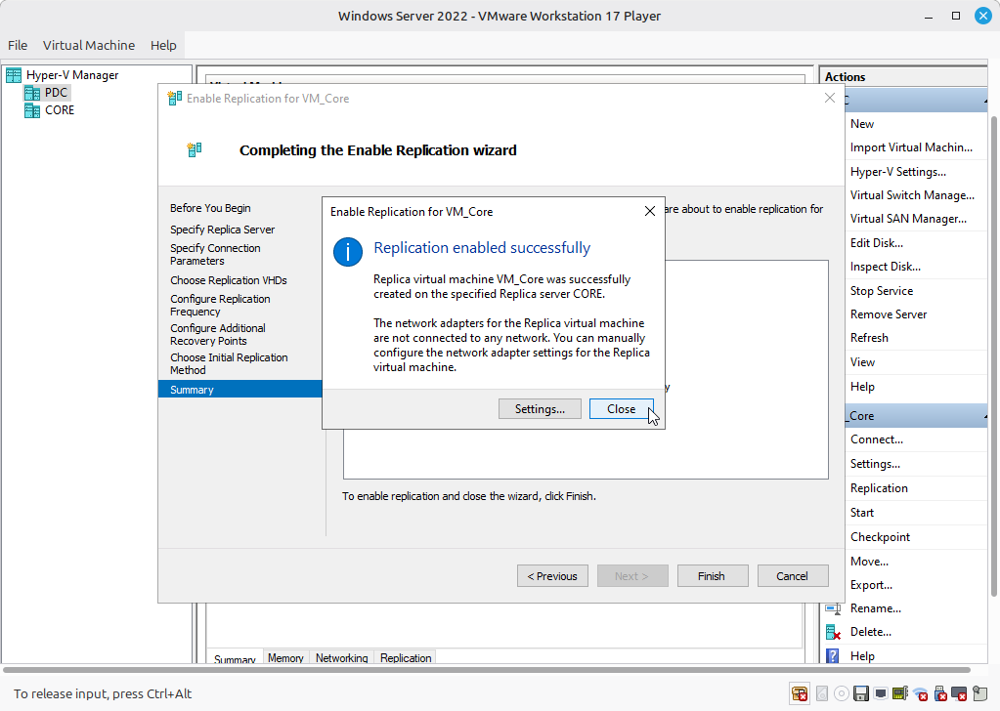 Windows Server 2022 - VMware Workstation 17 Player
File Virtual Machine Help
Hyper-V Manager
PDC
CORE
Enable Replication for VM_Core
Completing the Enable Replication wizard
Before You Begin
Specify Replica Server
Specify Connection
Parameters
Choose Replication VHDs
Configure Replication
Frequency
Configure Additional
Recovery Points
Choose Initial Replication
Method
Summary
are about to enable replication for
Enable Replication for VM_Core
Replication enabled successfully
Replica virtual machine VM_Core was successfully
created on the specified Replica server CORE.
The network adapters for the Replica virtual machine
are not connected to any network. You can manually
configure the network adapter settings for the Replica
virtual machine.
Settings...
Close
To enable replication and close the wizard, click Finish.
< Previous
Next >
Finish
Cancel
Summary Memory Networking Replication
Actions
New
Import Virtual Machin...
Hyper-V Settings...
Virtual Switch Manage...
Virtual SAN Manager...
Edit Disk...
Inspect Disk...
Stop Service
Remove Server
Refresh
View
Help
_Core
Connect...
Settings...
Replication
Start
Checkpoint
Move...
Export...
Rename...
Delete...
Help
To release input, press Ctrl+Alt